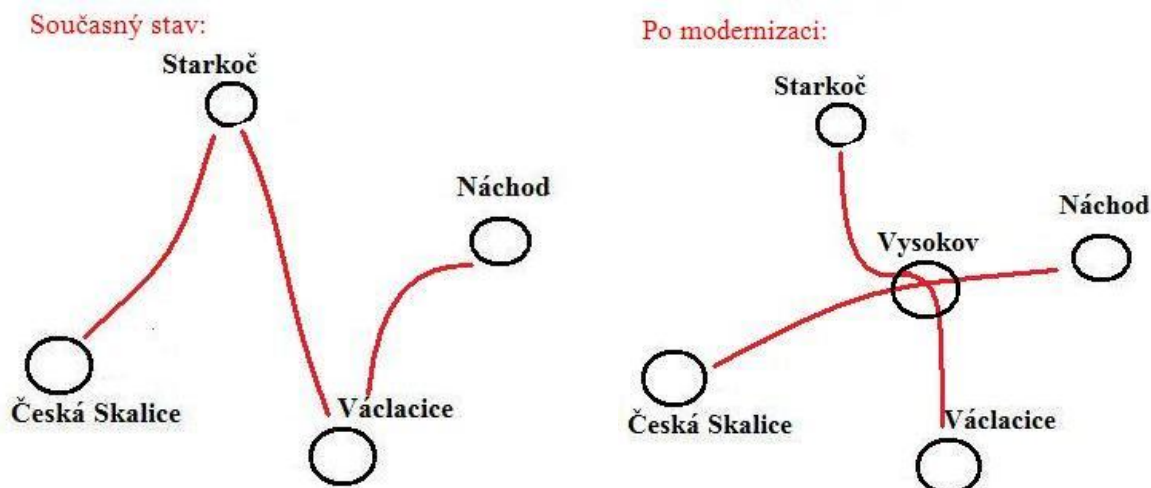 Současný stav:
Starkoč
Náchod
Česká Skalice
Václacice
Po modernizaci:
Starkoč
Náchod
Vysokov
Česká Skalice
Václacice